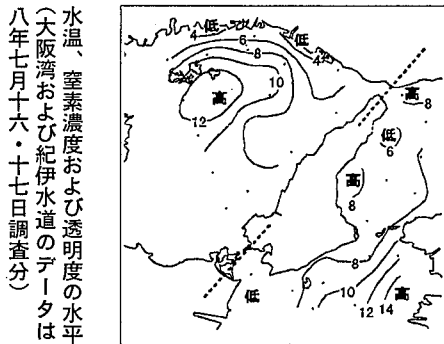 水温、窒素濃度および透明度の水平
(大阪湾および紀伊水道のデータは
八年七月十六・十七日調査分)
低
4
6
8
低
4
高
10
12
高
8
低
6
高
8
8
低
10
高
12
14